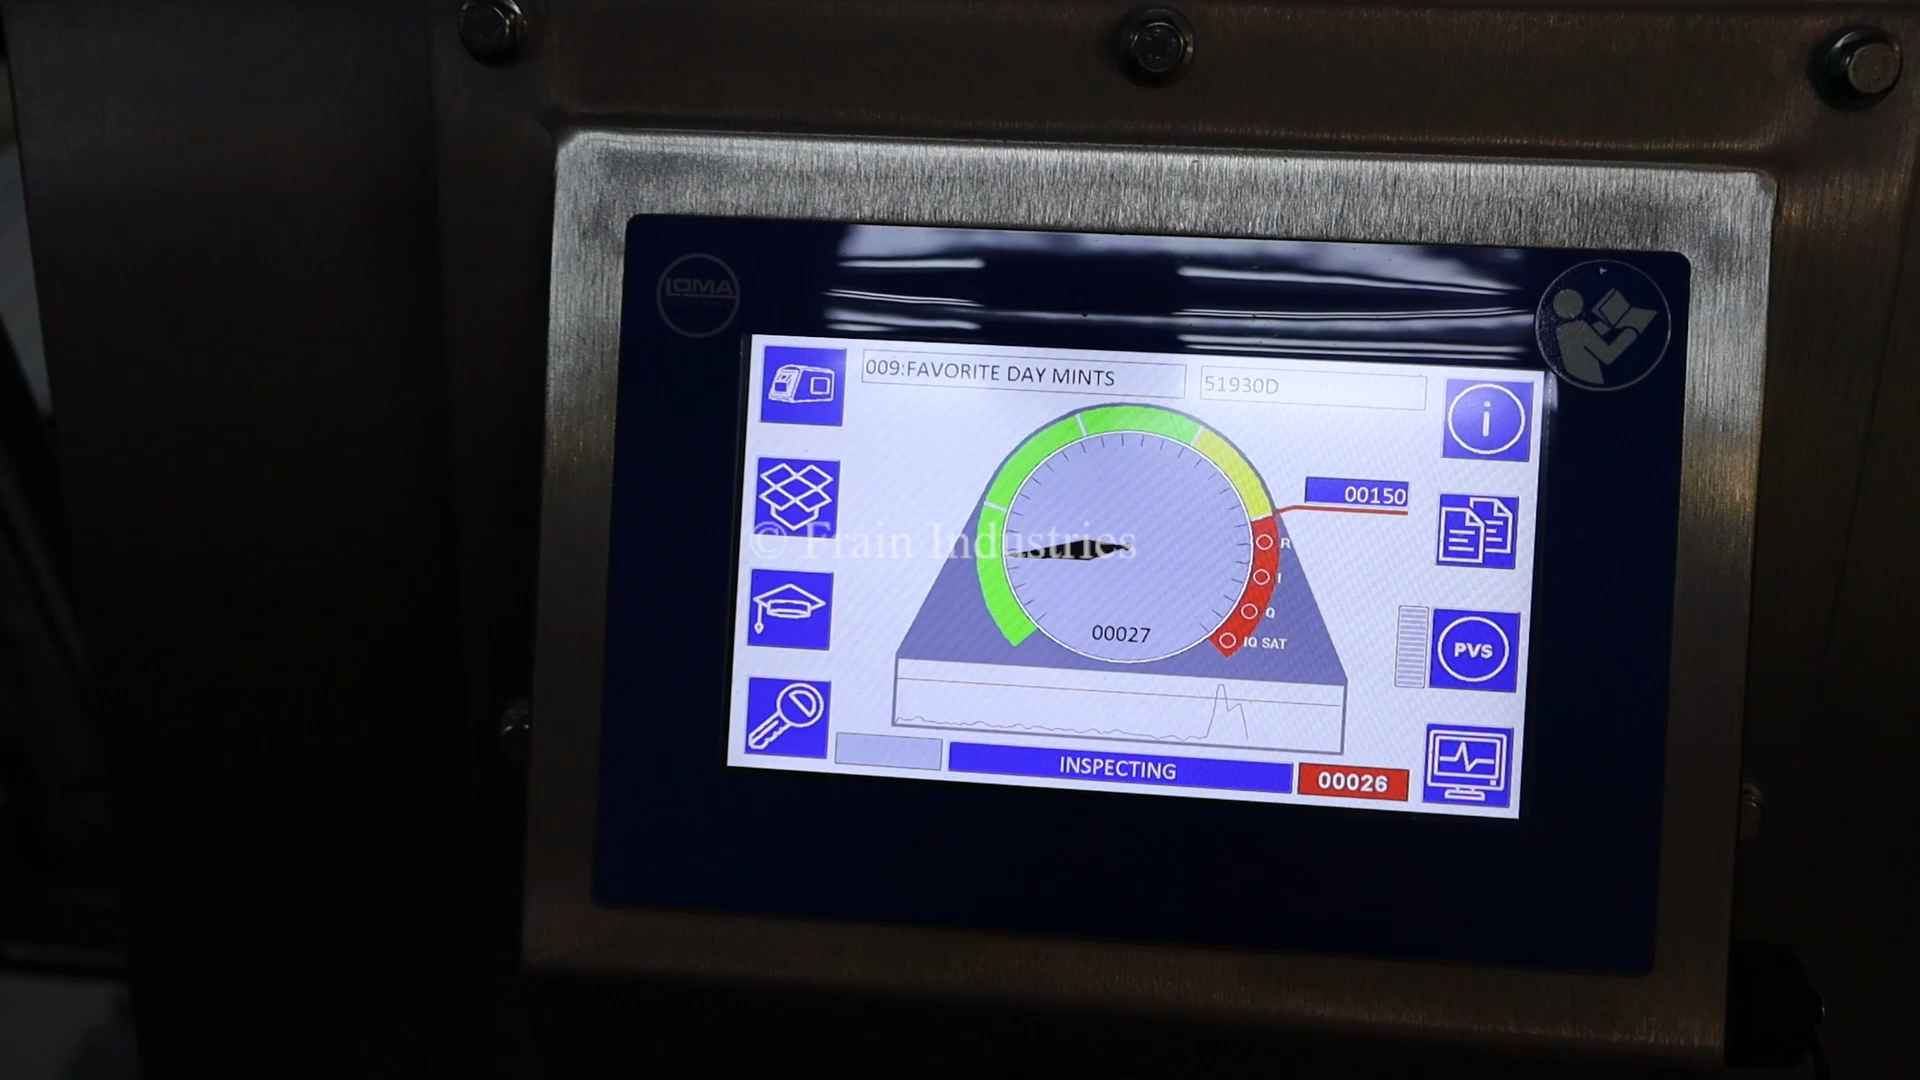 LOMA
009:FAVORITE DAY MINTS
51930D
i
00150
© Frain Industries
R
I
Q
IQ SAT
00027
PVS
INSPECTING
00026